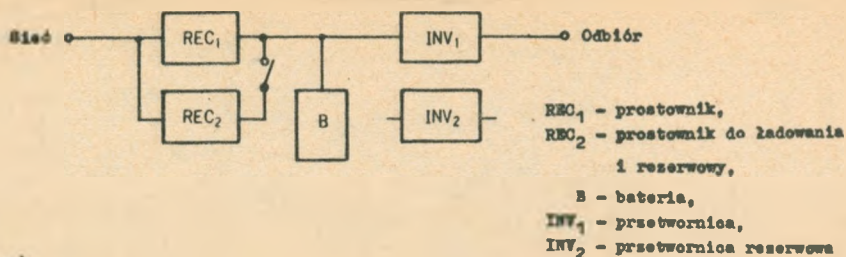 Sieć
REC₁
INV₁
Odbiór
REC₂
B
INV₂
REC₁ - prostownik,
REC₂ - prostownik do ładowania
i rezerwowy,
B - bateria,
INV₁ - przetwornica,
INV₂ - przetwornica rezerwowa